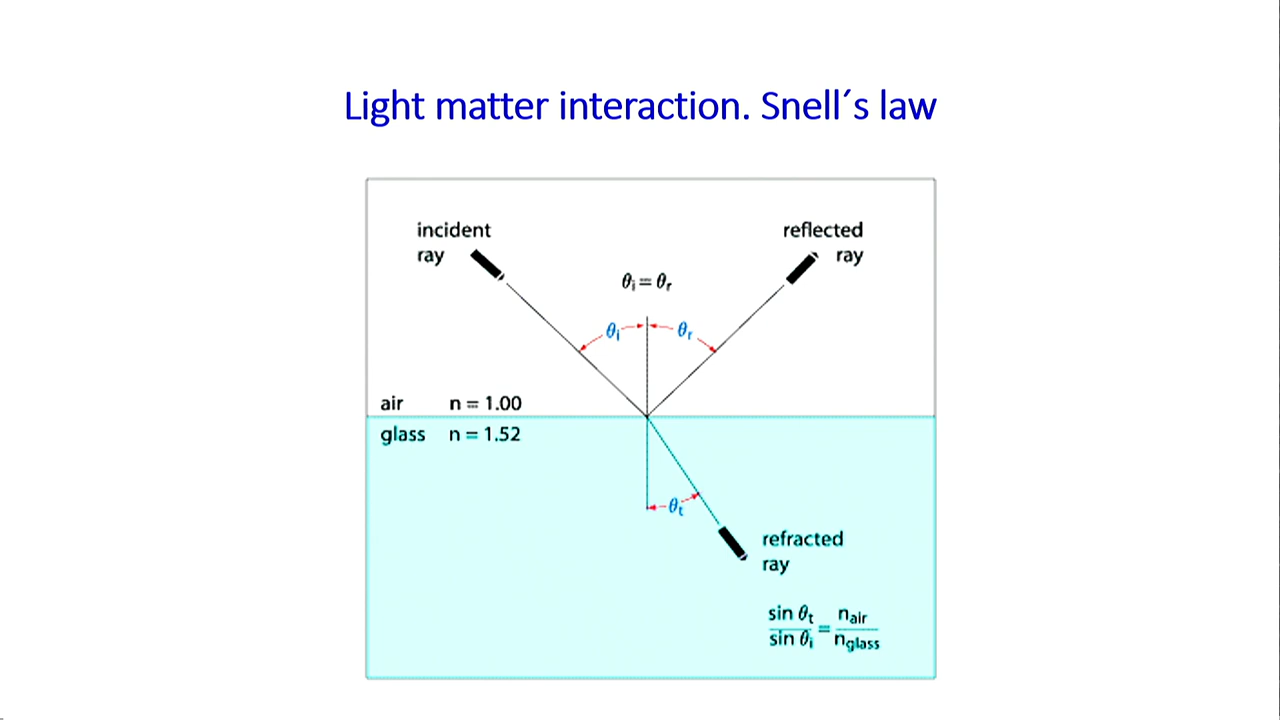 Light matter interaction. Snell´s law
incident
ray
reflected
ray
θi = θr
θi
θr
air n = 1.00
glass n = 1.52
θt
refracted
ray
sin θt / sin θi = nair / nglass